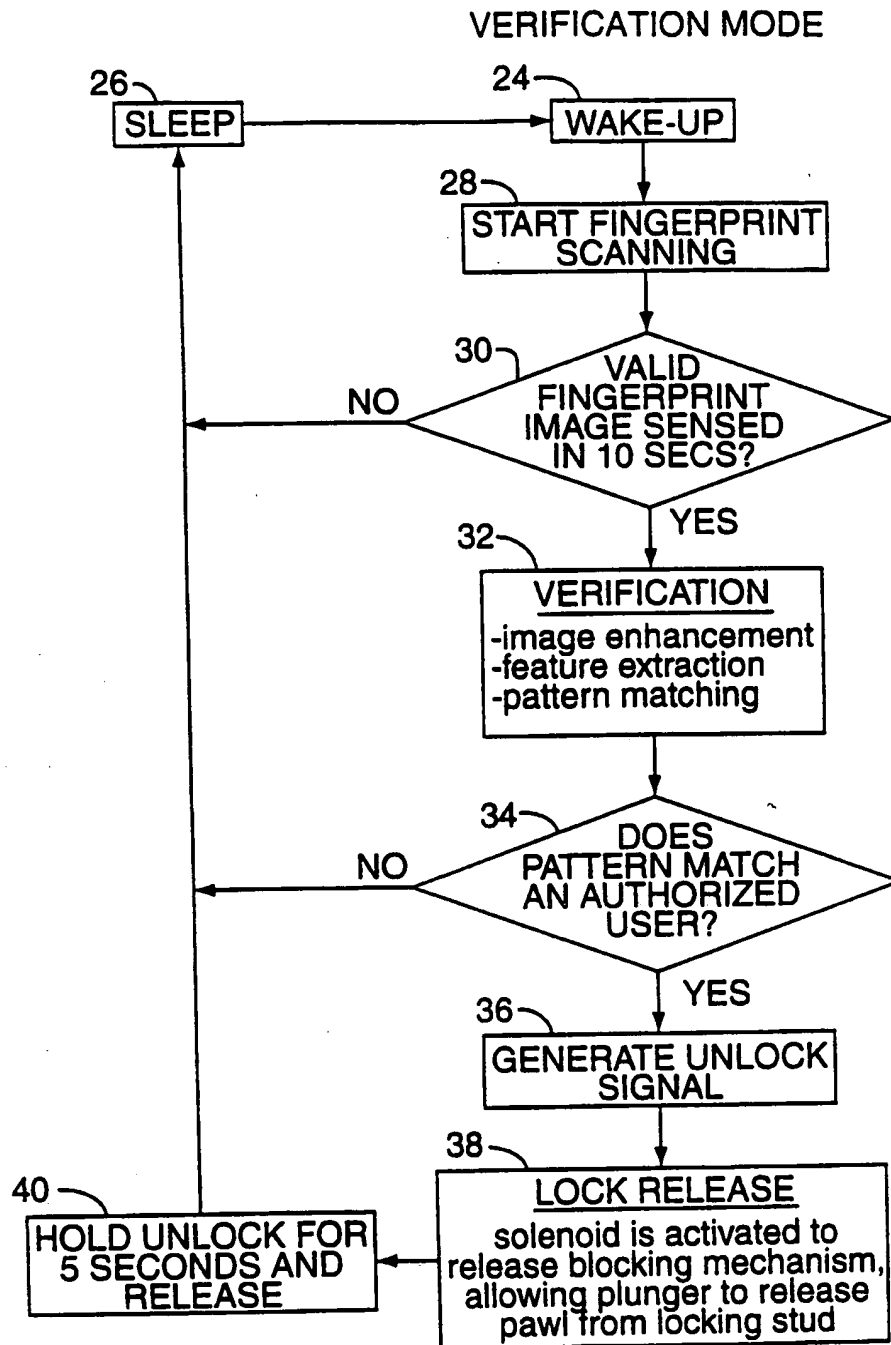 VERIFICATION MODE
26
SLEEP
24
WAKE-UP
28
START FINGERPRINT
SCANNING
30
VALID
FINGERPRINT
IMAGE SENSED
IN 10 SECS?
NO
YES
32
VERIFICATION
-image enhancement
-feature extraction
-pattern matching
34
DOES
PATTERN MATCH
AN AUTHORIZED
USER?
NO
YES
36
GENERATE UNLOCK
SIGNAL
38
LOCK RELEASE
solenoid is activated to
release blocking mechanism,
allowing plunger to release
pawl from locking stud
40
HOLD UNLOCK FOR
5 SECONDS AND
RELEASE